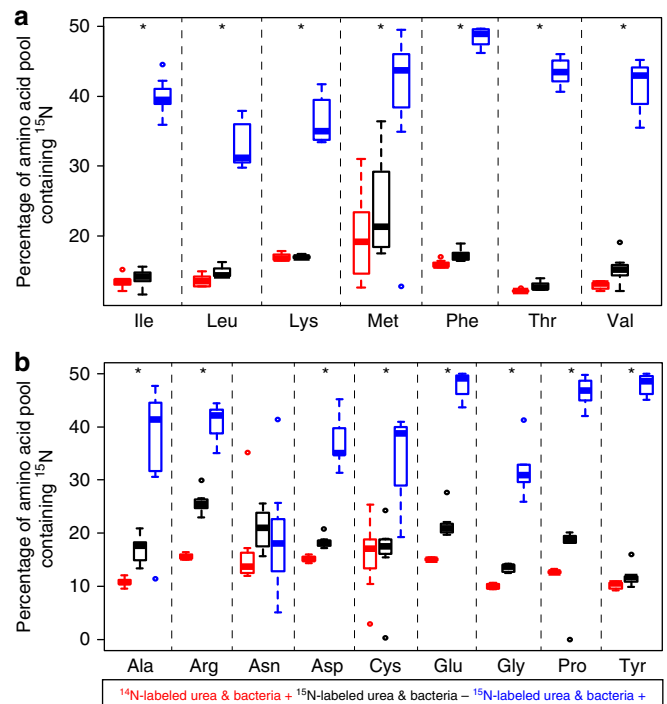 a
Percentage of amino acid pool
containing ¹⁵N
50
40
30
20
* * * * * * *
Ile Leu Lys Met Phe Thr Val
b
Percentage of amino acid pool
containing ¹⁵N
50
40
30
20
10
0
* * * * * * * *
Ala Arg Asn Asp Cys Glu Gly Pro Tyr
¹⁴N-labeled urea & bacteria + ¹⁵N-labeled urea & bacteria – ¹⁵N-labeled urea & bacteria +